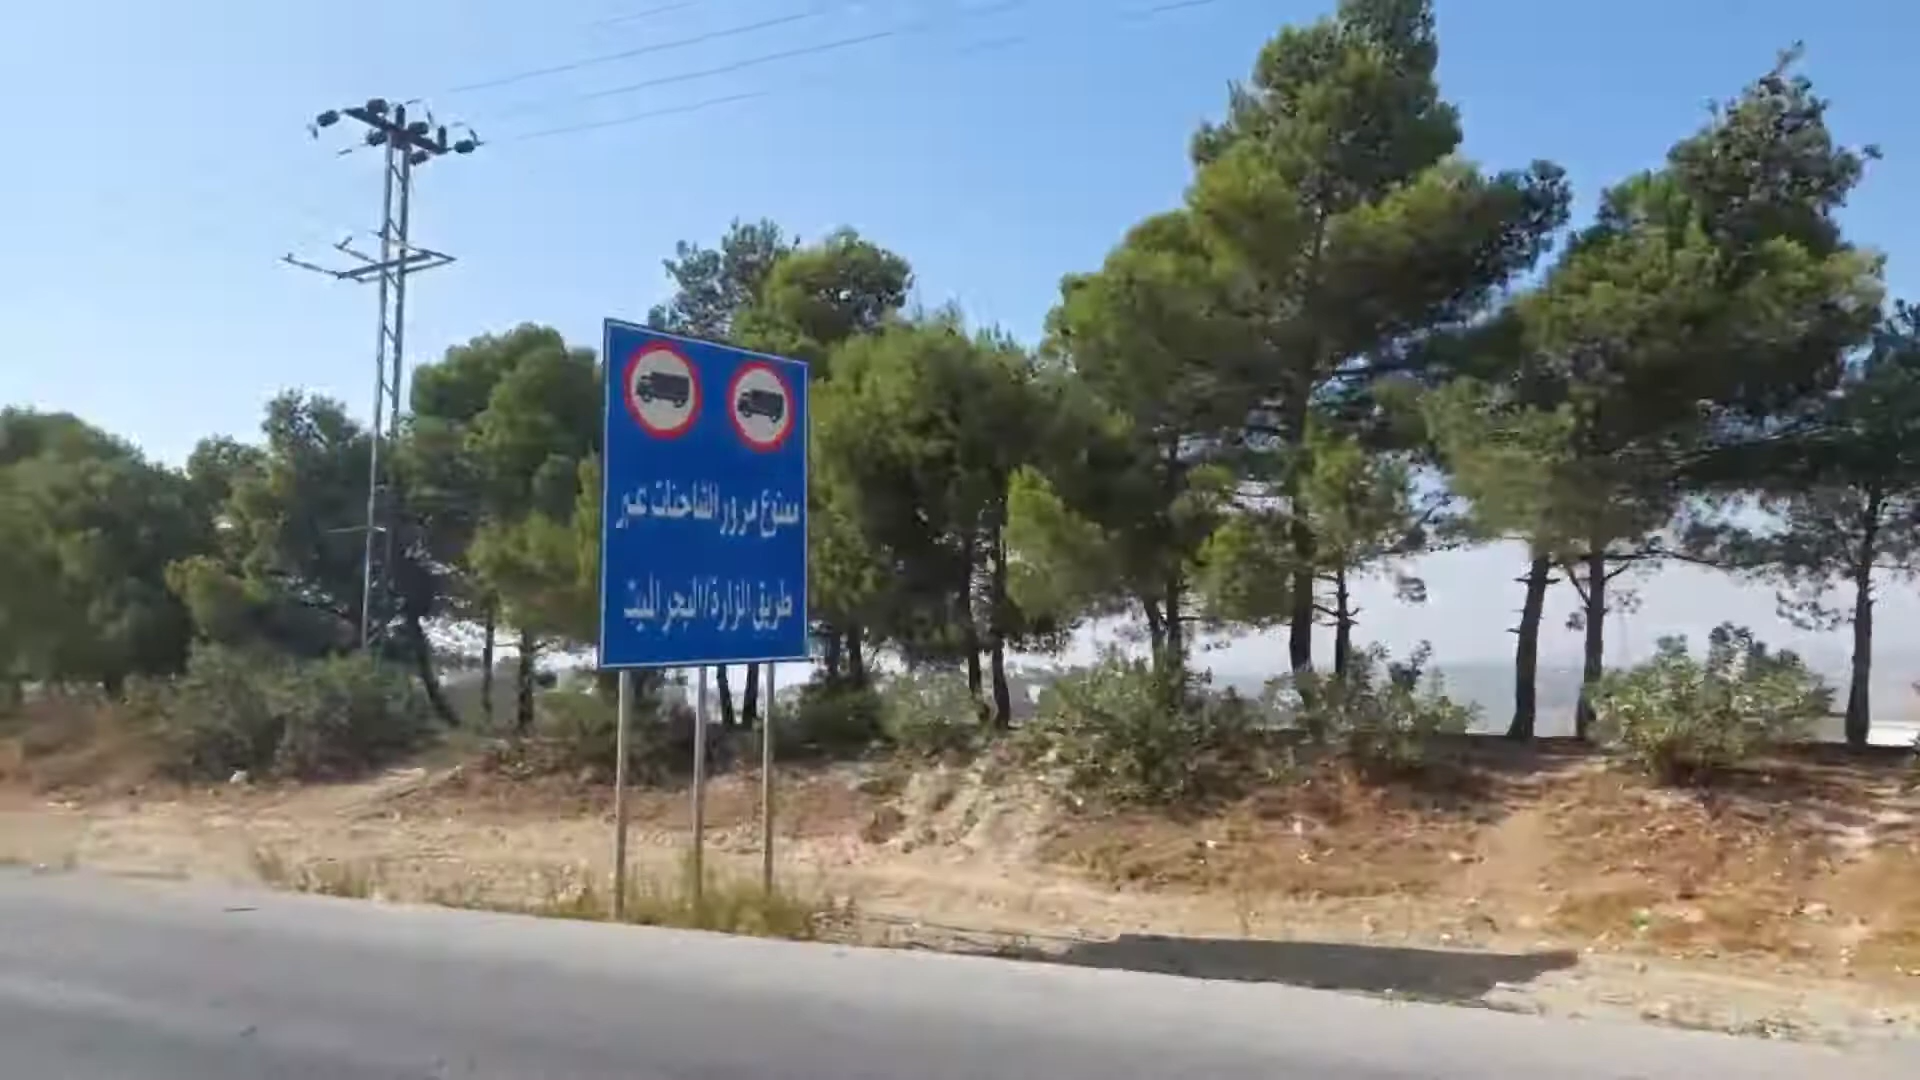 ممنوع مرور الشاحنات عبر
طريق الزارة/البحر الميت